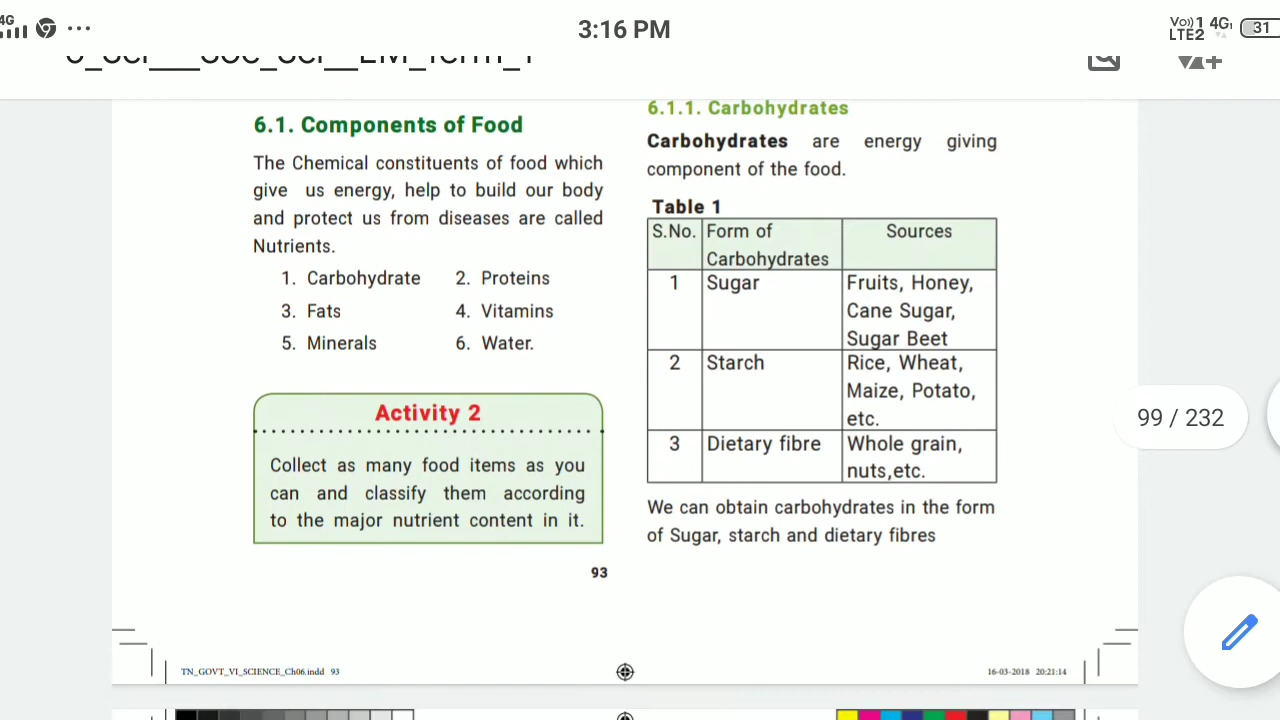 4G
3:16 PM
Vo)) 1 4G
LTE2
31
6.1. Components of Food
The Chemical constituents of food which
give us energy, help to build our body
and protect us from diseases are called
Nutrients.
1. Carbohydrate 2. Proteins
3. Fats 4. Vitamins
5. Minerals 6. Water.
Activity 2
Collect as many food items as you
can and classify them according
to the major nutrient content in it.
93
6.1.1. Carbohydrates
Carbohydrates are energy giving
component of the food.
Table 1
S.No. Form of Carbohydrates Sources
1 Sugar Fruits, Honey,
Cane Sugar,
Sugar Beet
2 Starch Rice, Wheat,
Maize, Potato,
etc.
3 Dietary fibre Whole grain,
nuts,etc.
We can obtain carbohydrates in the form
of Sugar, starch and dietary fibres
99 / 232
TN_GOVT_VI_SCIENCE_Ch06.indd 93
16-03-2018 20:21:14